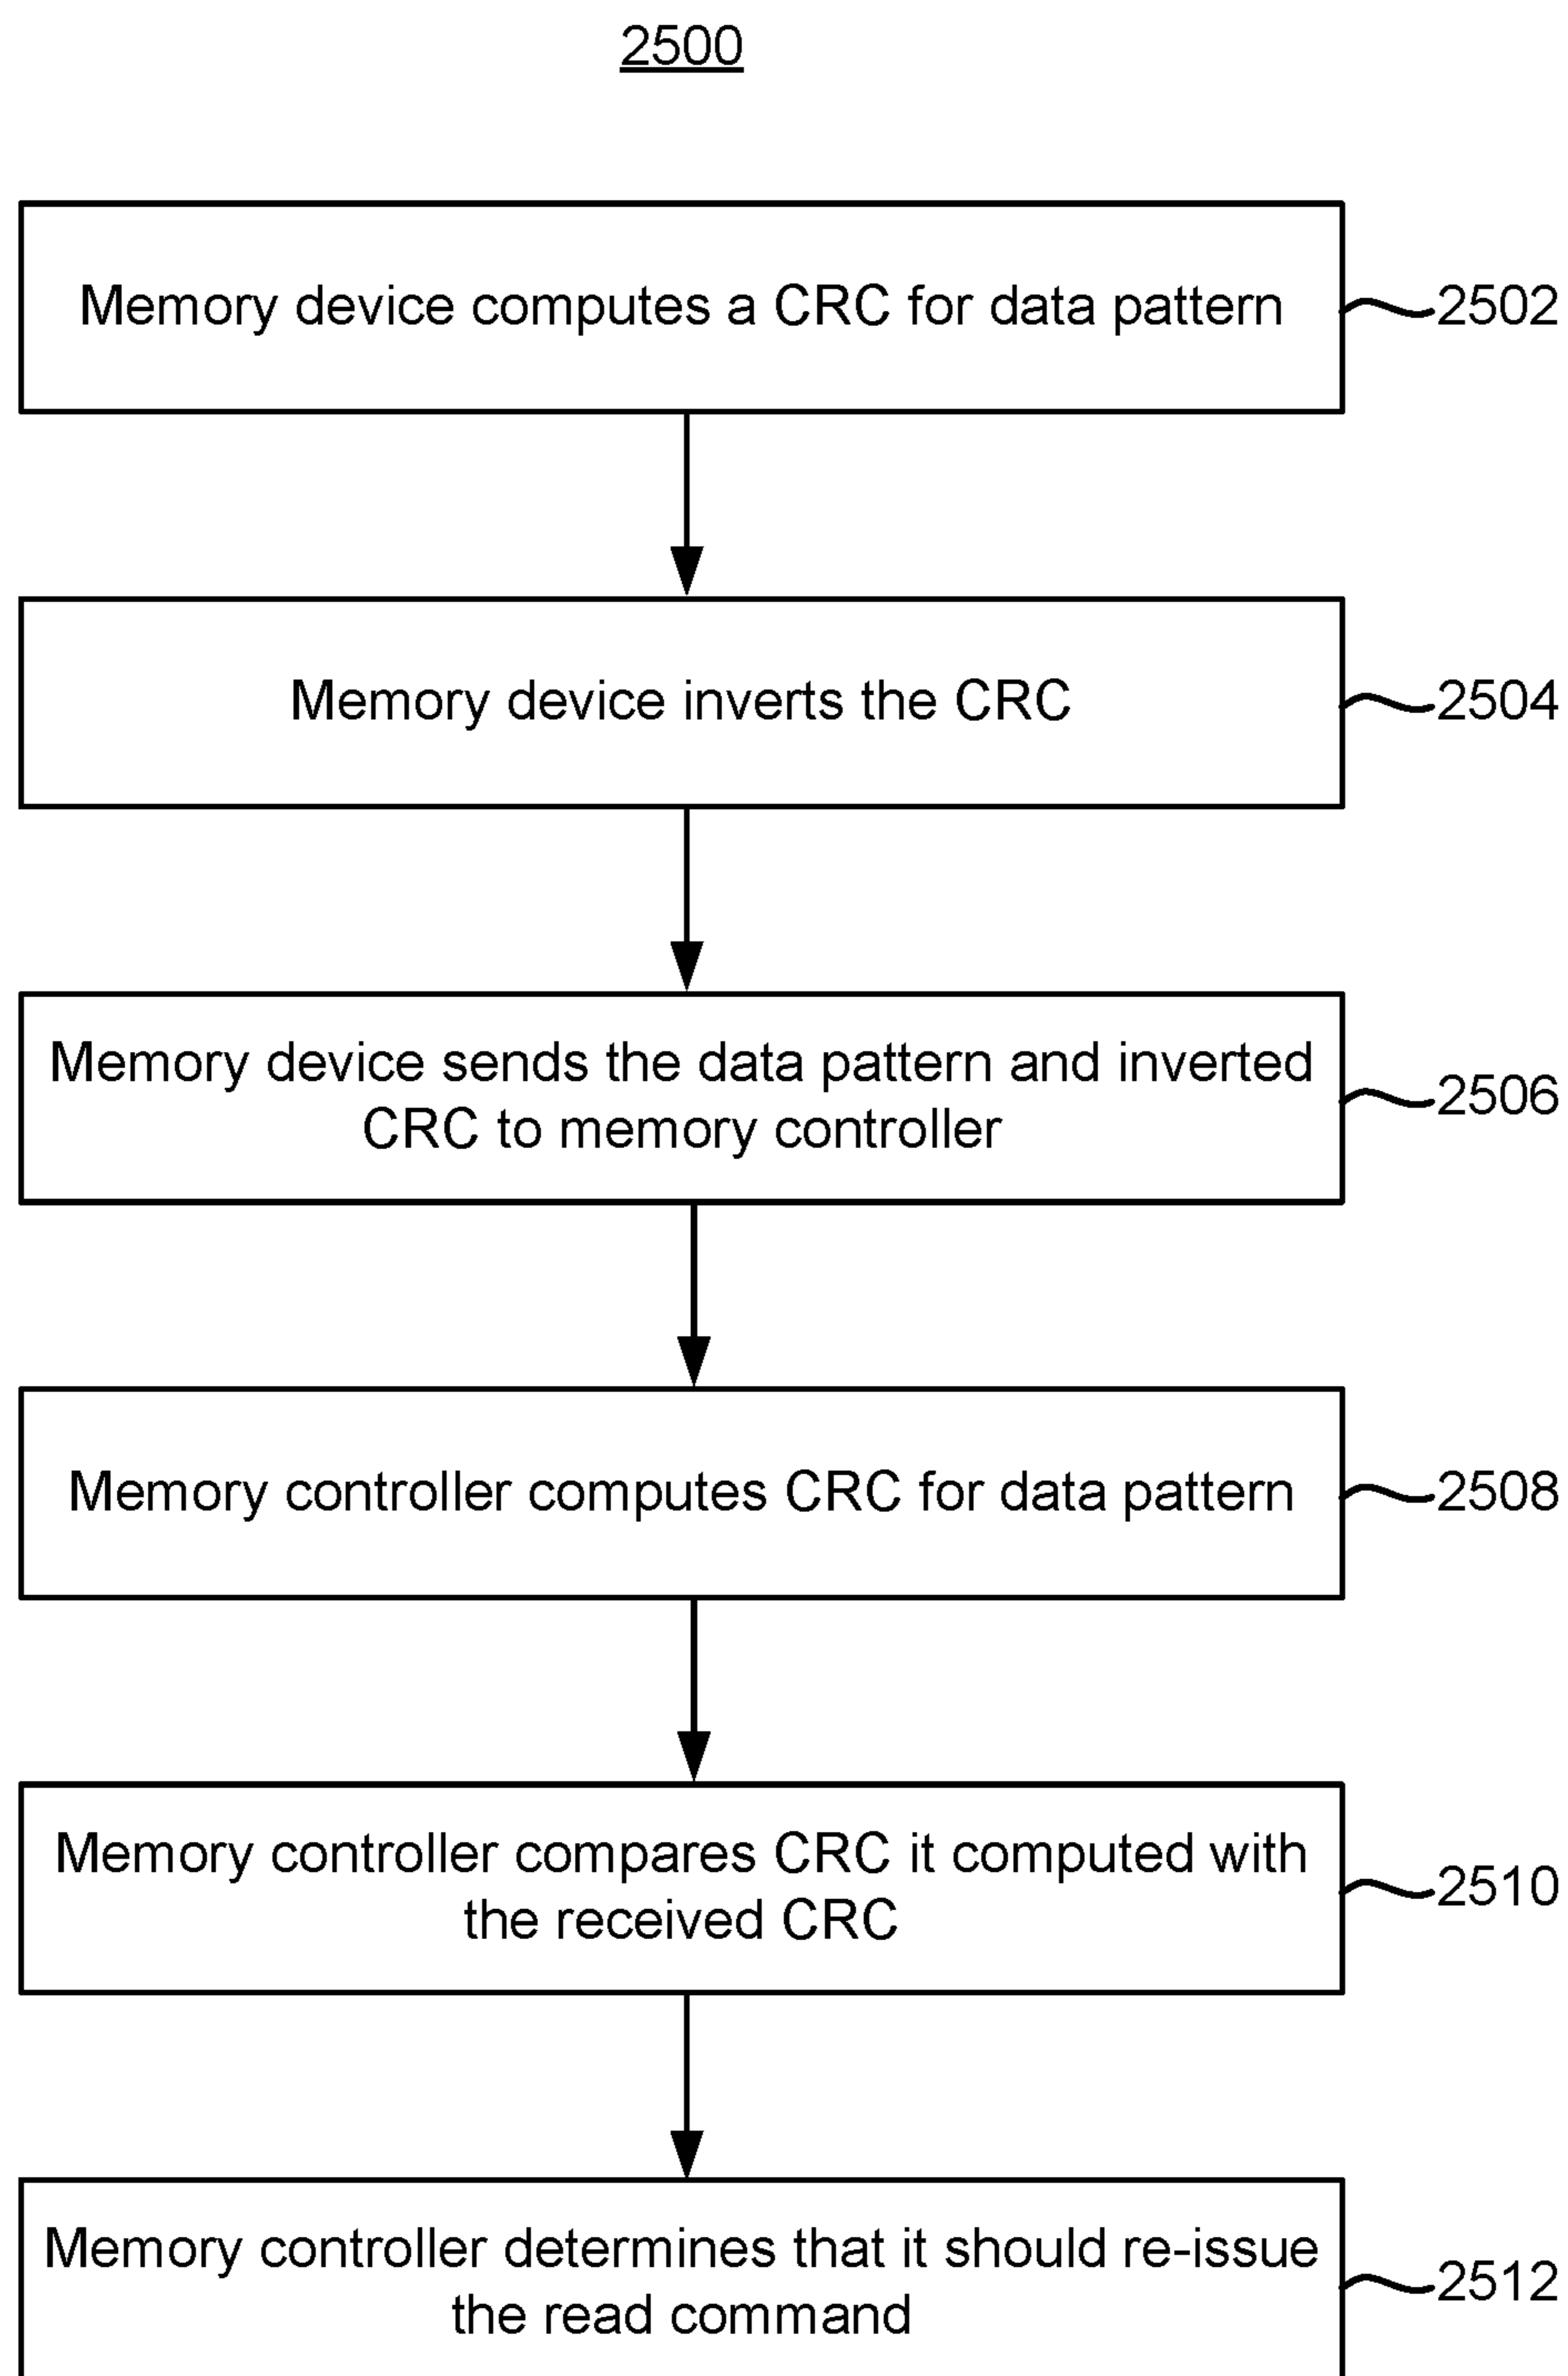 2500
Memory device computes a CRC for data pattern
2502
Memory device inverts the CRC
2504
Memory device sends the data pattern and inverted
CRC to memory controller
2506
Memory controller computes CRC for data pattern
2508
Memory controller compares CRC it computed with
the received CRC
2510
Memory controller determines that it should re-issue
the read command
2512